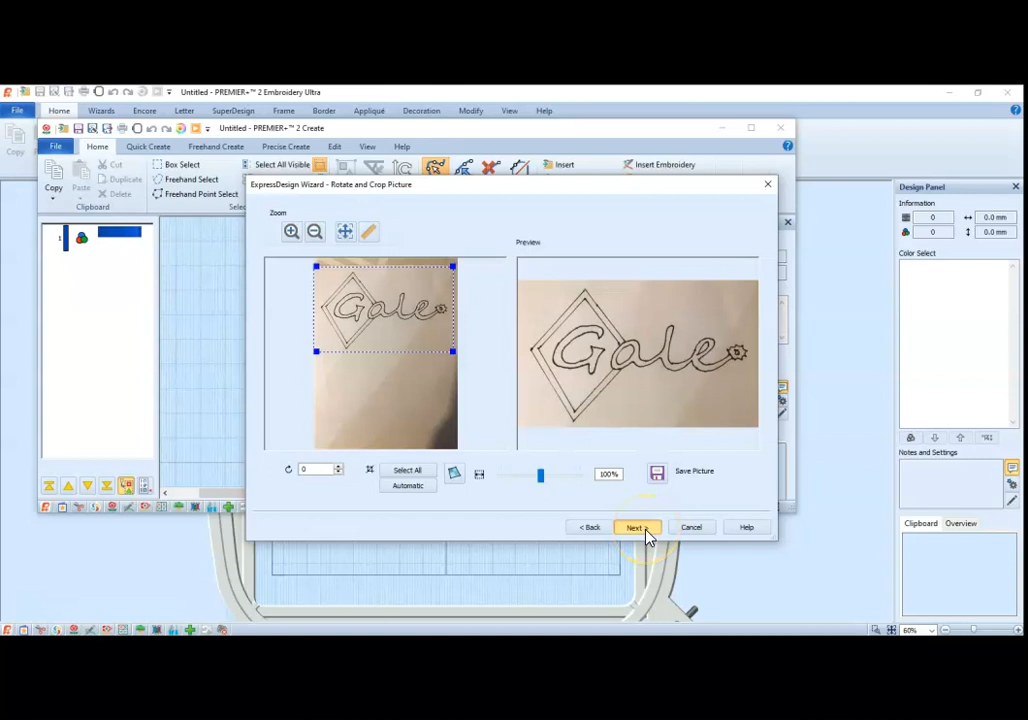 Untitled - PREMIER+™ 2 Embroidery Ultra
File Home Wizards Encore Letter SuperDesign Frame Border Appliqué Decoration Modify View Help
Copy
Untitled - PREMIER+™ 2 Create
File Home Quick Create Freehand Create Precise Create Edit View Help
Copy
Paste
Cut
Duplicate
Delete
Clipboard
Box Select
Freehand Select
Freehand Point Select
Select All Visible
Insert
Insert Embroidery
1
ExpressDesign Wizard - Rotate and Crop Picture
Zoom
Preview
Gale
Gale
0
Select All
Automatic
100%
Save Picture
< Back
Next >
Cancel
Help
Design Panel
Information
0
0.0 mm
0
0.0 mm
Color Select
Notes and Settings
Clipboard Overview
60%